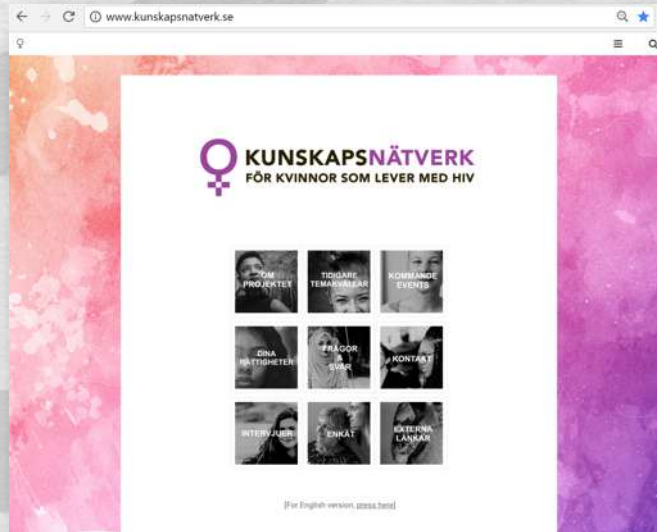 www.kunskapsnatverk.se
KUNSKAPSNÄTVERK
FÖR KVINNOR SOM LEVER MED HIV
OM
PROJEKTET
TIDIGARE
TEMAKVÄLLAR
KOMMANDE
EVENTS
DINA
RÄTTIGHETER
FRÅGOR
&
SVAR
KONTAKT
INTERVJUER
ENKÄT
EXTERNA
LÄNKAR
[For English version, press here]